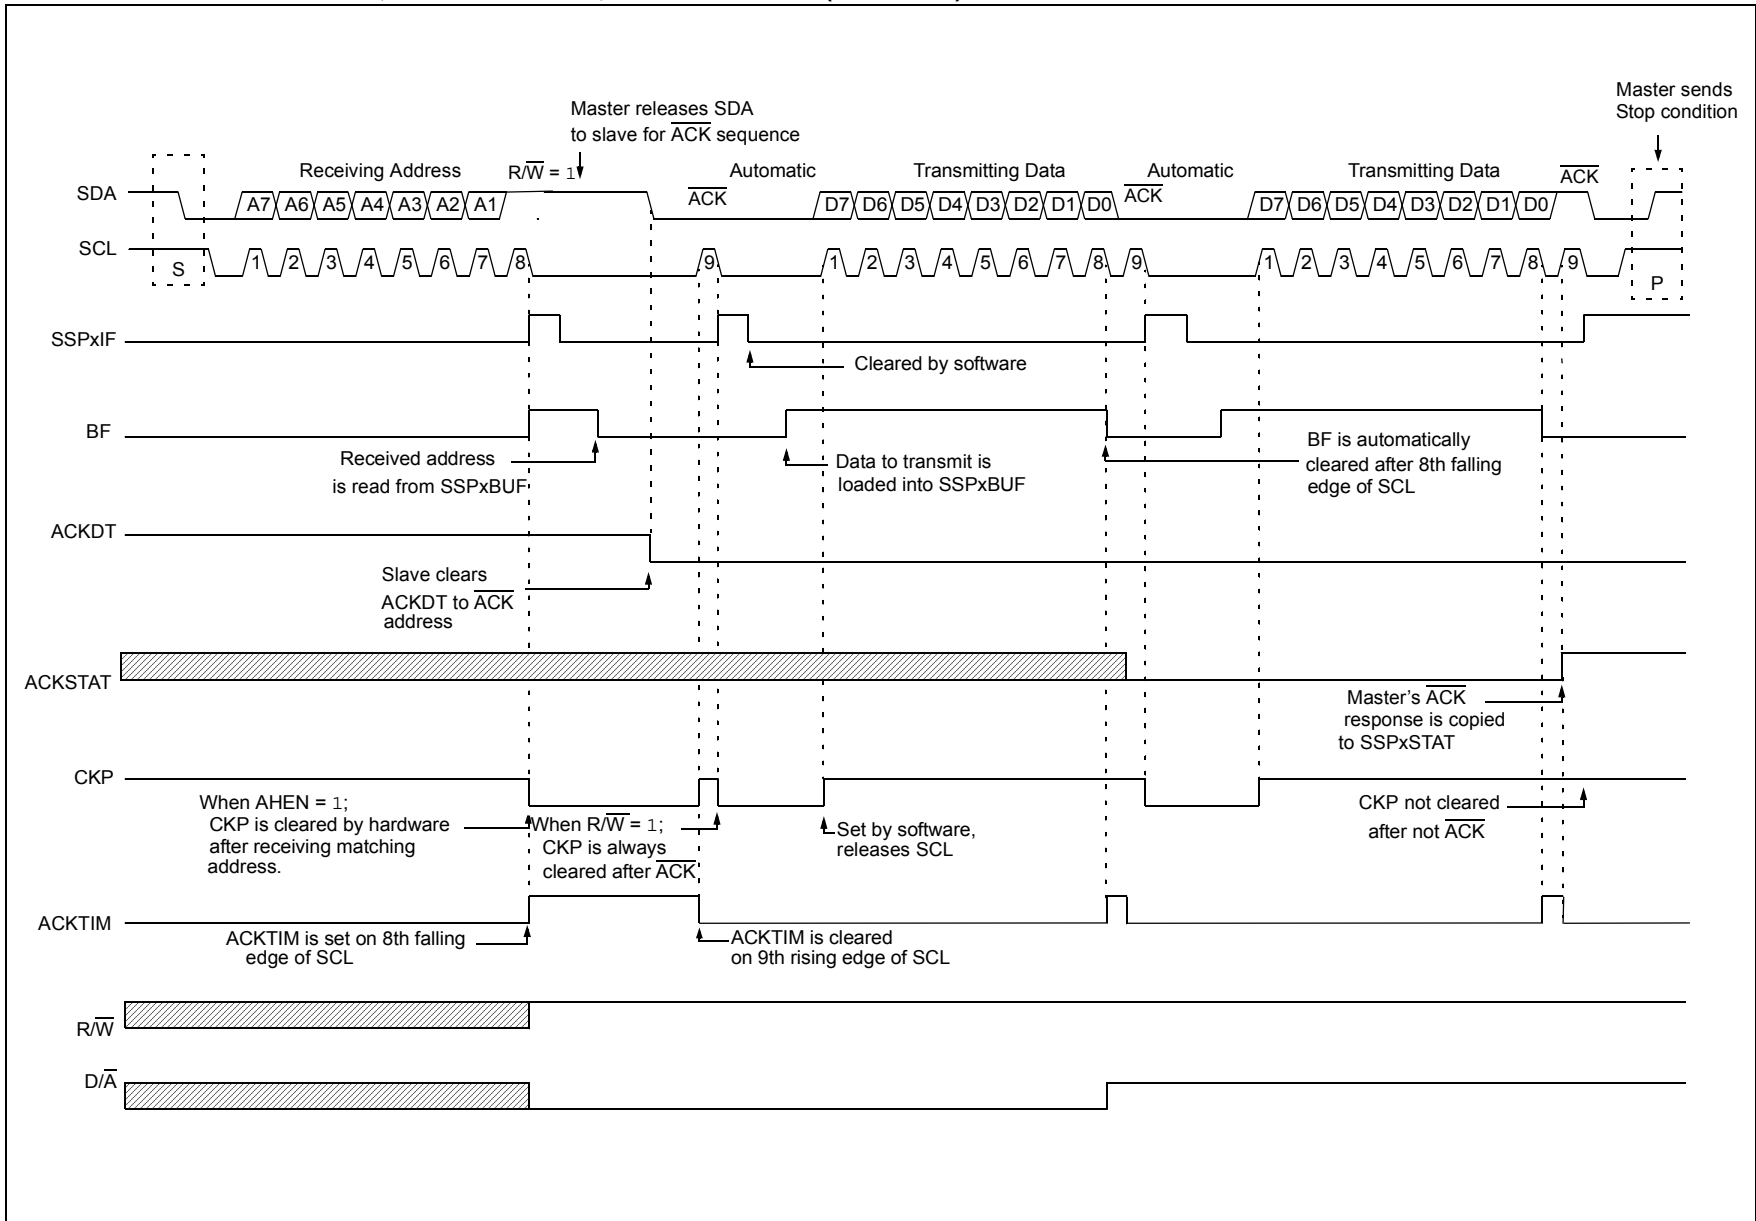 Master sends
Stop condition
Master releases SDA
to slave for ACK sequence
Receiving Address R/W = 1 Automatic Transmitting Data Automatic Transmitting Data ACK
SDA A7 A6 A5 A4 A3 A2 A1 ACK D7 D6 D5 D4 D3 D2 D1 D0 ACK D7 D6 D5 D4 D3 D2 D1 D0
SCL S 1 2 3 4 5 6 7 8 9 1 2 3 4 5 6 7 8 9 1 2 3 4 5 6 7 8 9 P
SSPxIF
Cleared by software
BF
Received address
is read from SSPxBUF
Data to transmit is
loaded into SSPxBUF
BF is automatically
cleared after 8th falling
edge of SCL
ACKDT
Slave clears
ACKDT to ACK
address
ACKSTAT
Master's ACK
response is copied
to SSPxSTAT
CKP
When AHEN = 1;
CKP is cleared by hardware
after receiving matching
address.
When R/W = 1;
CKP is always
cleared after ACK
Set by software,
releases SCL
CKP not cleared
after not ACK
ACKTIM
ACKTIM is set on 8th falling
edge of SCL
ACKTIM is cleared
on 9th rising edge of SCL
R/W
D/A